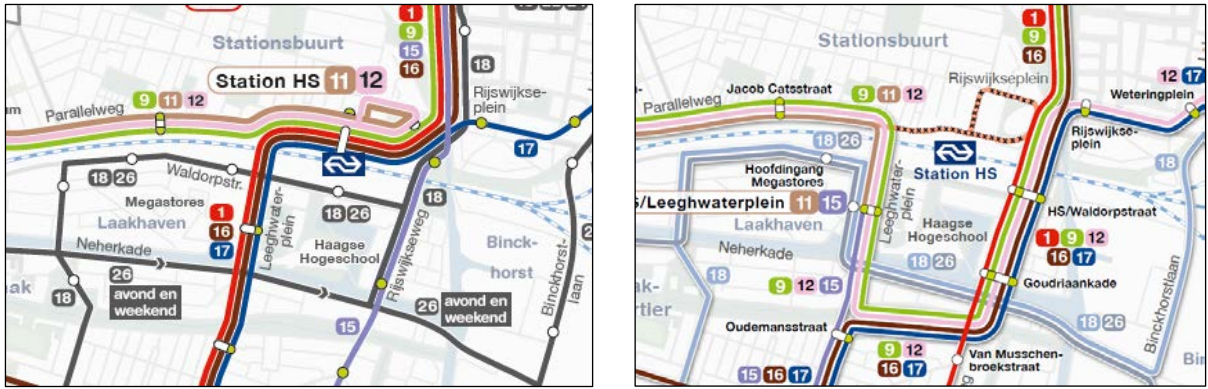 1
9
15
16
18
Stationsbuurt
Station HS 11 12
Rijswijkse-
plein
9 11 12
Parallelweg
17
18 26
Waldorpstr.
18 26
18
Megastores
1
16
17
Laakhaven
Leeghwater-
plein
Haagse
Hogeschool
Rijswijkseweg
Binck-
horst
Neherkade
26
avond en
weekend
18
26
avond en
weekend
Binckhorst-
laan
15
1
9
16
Stationsbuurt
Rijswijkseplein
12 17
Weteringplein
Jacob Catsstraat
Parallelweg
9 11 12
Rijswijkse-
plein
18 26
Station HS
18 26
Hoofdingang
Megastores
/Leeghwaterplein 11 15
Leeghwater-
plein
Laakhaven
Haagse
Hogeschool
HS/Waldorpstraat
1 9 12
16 17
Neherkade
18
18 26
9 12 15
Goudriaankade
18 26
Binckhorstlaan
Oudemansstraat
9 12
16 17
Van Musschen-
broekstraat
15 16 17